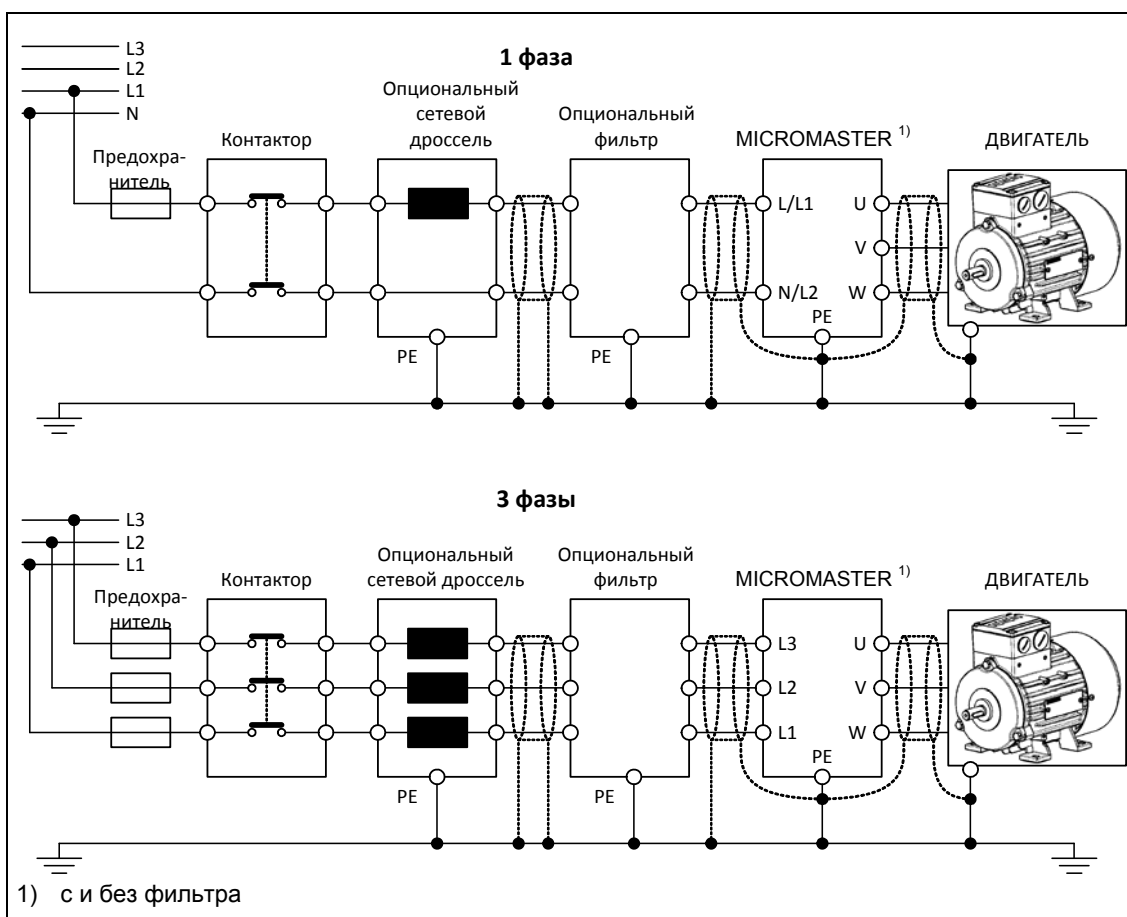 L3
1 фаза
L2
L1
N
Опциональный
сетевой
дроссель
Опциональный
фильтр
Контактор
MICROMASTER 1)
ДВИГАТЕЛЬ
Предохра-
нитель
L/L1
U
V
N/L2
W
PE
PE
PE
3 фазы
L3
L2
L1
Опциональный
сетевой дроссель
Опциональный
фильтр
Контактор
MICROMASTER 1)
ДВИГАТЕЛЬ
Предохра-
нитель
L3
U
L2
V
L1
W
PE
PE
PE
1) с и без фильтра